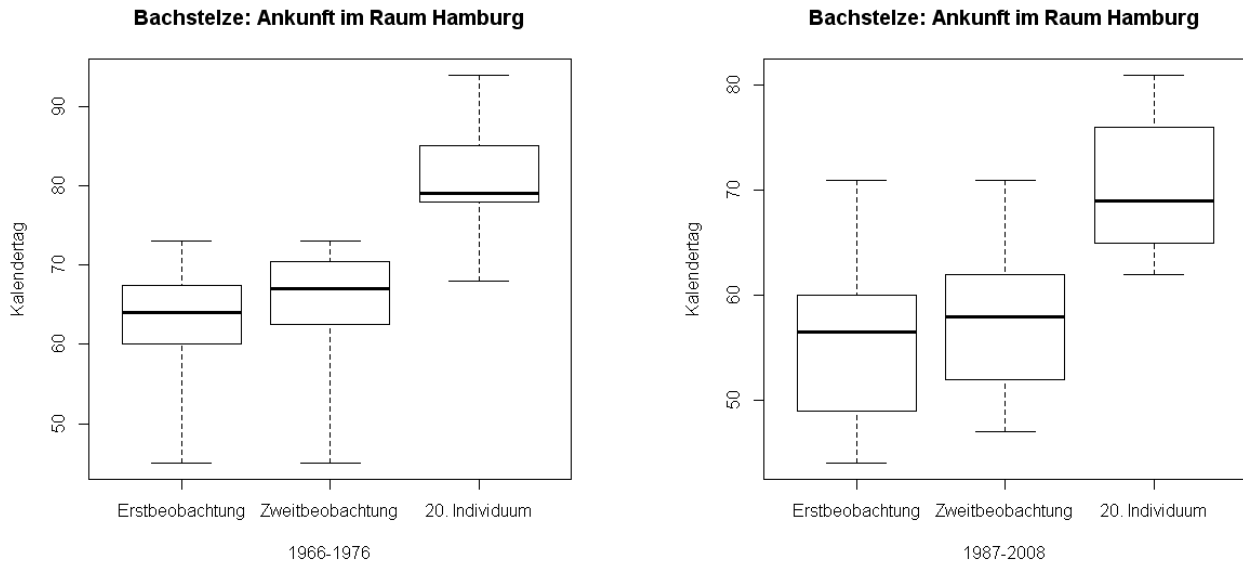 Bachstelze: Ankunft im Raum Hamburg
Kalendertag
90
80
70
60
50
Erstbeobachtung Zweitbeobachtung 20. Individuum
1966-1976
Bachstelze: Ankunft im Raum Hamburg
Kalendertag
80
70
60
50
Erstbeobachtung Zweitbeobachtung 20. Individuum
1987-2008